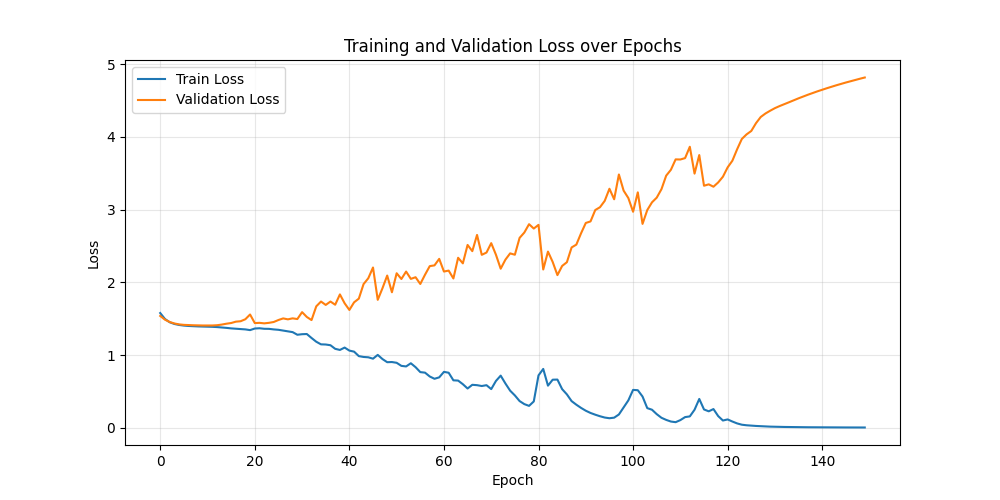 Training and Validation Loss over Epochs
Train Loss
Validation Loss
Loss
5
4
3
2
1
0
0 20 40 60 80 100 120 140
Epoch